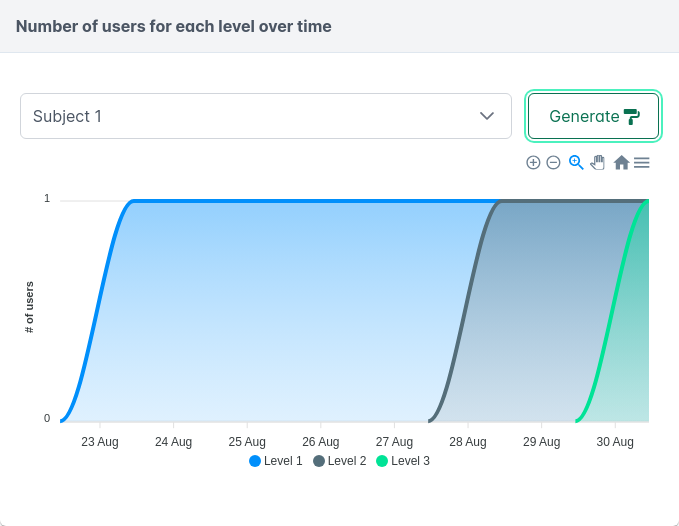 Number of users for each level over time
Subject 1
Generate
1
# of users
0
23 Aug 24 Aug 25 Aug 26 Aug 27 Aug 28 Aug 29 Aug 30 Aug
Level 1 Level 2 Level 3